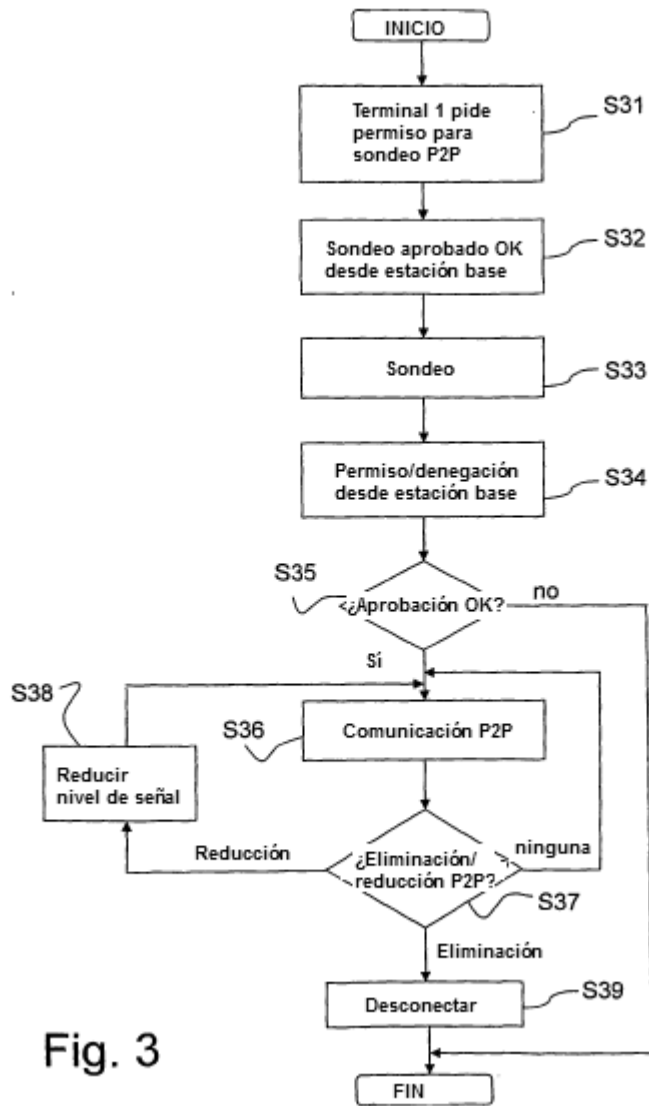 INICIO
Terminal 1 pide
permiso para
sondeo P2P
S31
Sondeo aprobado OK
desde estación base
S32
Sondeo
S33
Permiso/denegación
desde estación base
S34
S35
<¿Aprobación OK?
no
Sí
S38
S36
Comunicación P2P
Reducir
nivel de señal
Reducción
¿Eliminación/
reducción P2P?
ninguna
S37
Eliminación
Desconectar
S39
Fig. 3
FIN